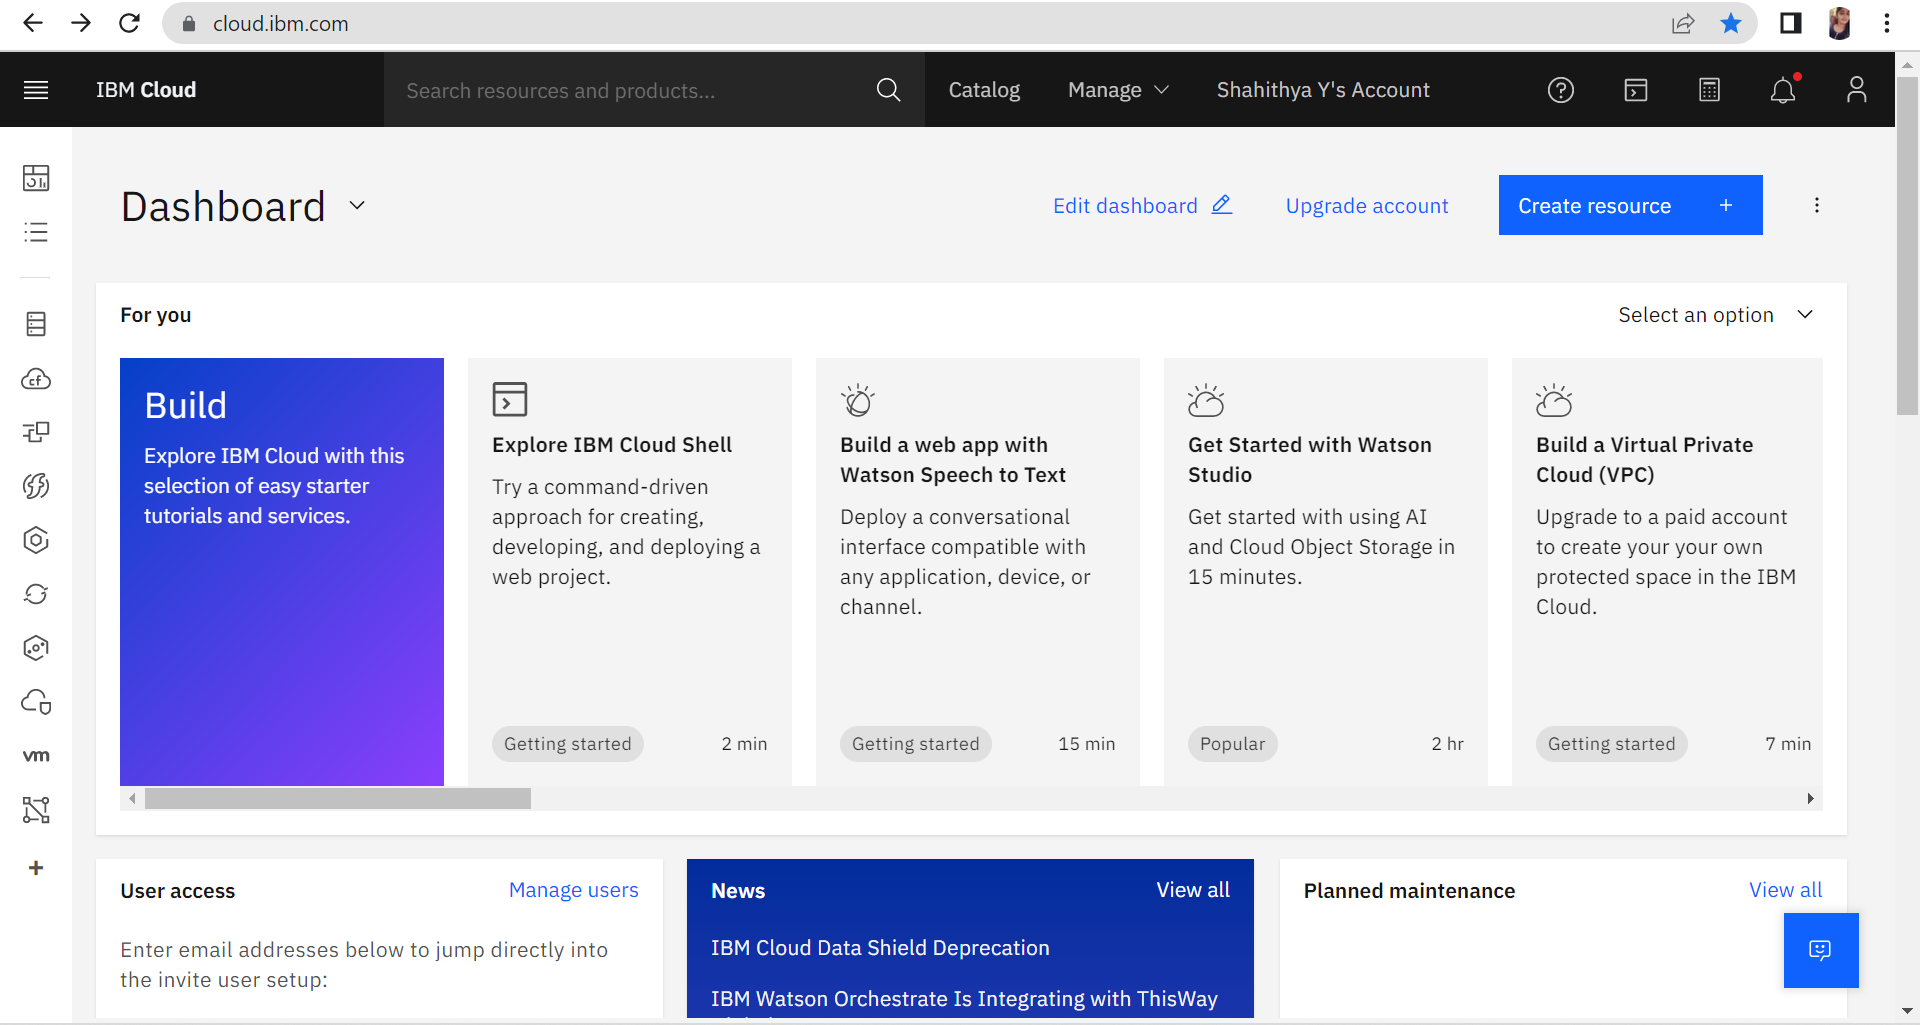 cloud.ibm.com
IBM Cloud
Search resources and products...
Catalog
Manage
Shahithya Y's Account
Dashboard
Edit dashboard
Upgrade account
Create resource +
For you
Select an option
Build
Explore IBM Cloud with this
selection of easy starter
tutorials and services.
Explore IBM Cloud Shell
Try a command-driven
approach for creating,
developing, and deploying a
web project.
Getting started
2 min
Build a web app with
Watson Speech to Text
Deploy a conversational
interface compatible with
any application, device, or
channel.
Getting started
15 min
Get Started with Watson
Studio
Get started with using AI
and Cloud Object Storage in
15 minutes.
Popular
2 hr
Build a Virtual Private
Cloud (VPC)
Upgrade to a paid account
to create your your own
protected space in the IBM
Cloud.
Getting started
7 min
cf
vm
User access
Manage users
Enter email addresses below to jump directly into
the invite user setup:
News
View all
IBM Cloud Data Shield Deprecation
IBM Watson Orchestrate Is Integrating with ThisWay
Planned maintenance
View all